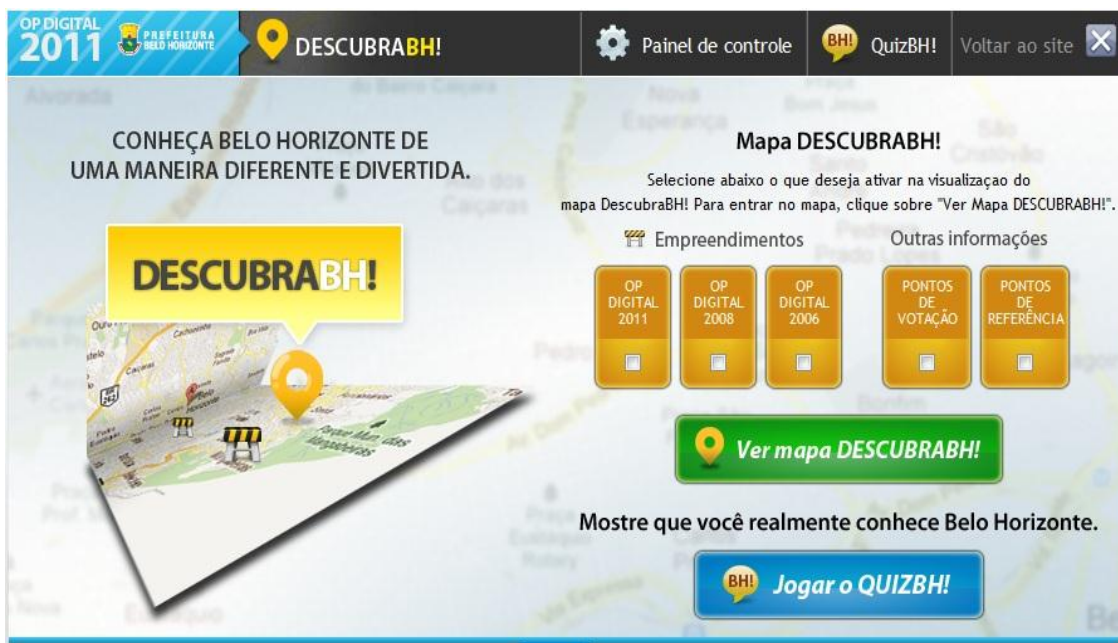 OP DIGITAL
2011
PREFEITURA
BELO HORIZONTE
DESCUBRABH!
Painel de controle
BH!
QuizBH!
Voltar ao site
CONHEÇA BELO HORIZONTE DE
UMA MANEIRA DIFERENTE E DIVERTIDA.
DESCUBRABH!
Parque Mun. das
Mangabeiras
Mapa DESCUBRABH!
Selecione abaixo o que deseja ativar na visualizaçao do
mapa DescubraBH! Para entrar no mapa, clique sobre "Ver Mapa DESCUBRABH!".
Empreendimentos
Outras informações
OP
DIGITAL
2011
OP
DIGITAL
2008
OP
DIGITAL
2006
PONTOS
DE
VOTAÇÃO
PONTOS
DE
REFERÊNCIA
Ver mapa DESCUBRABH!
Mostre que você realmente conhece Belo Horizonte.
BH!
Jogar o QUIZBH!